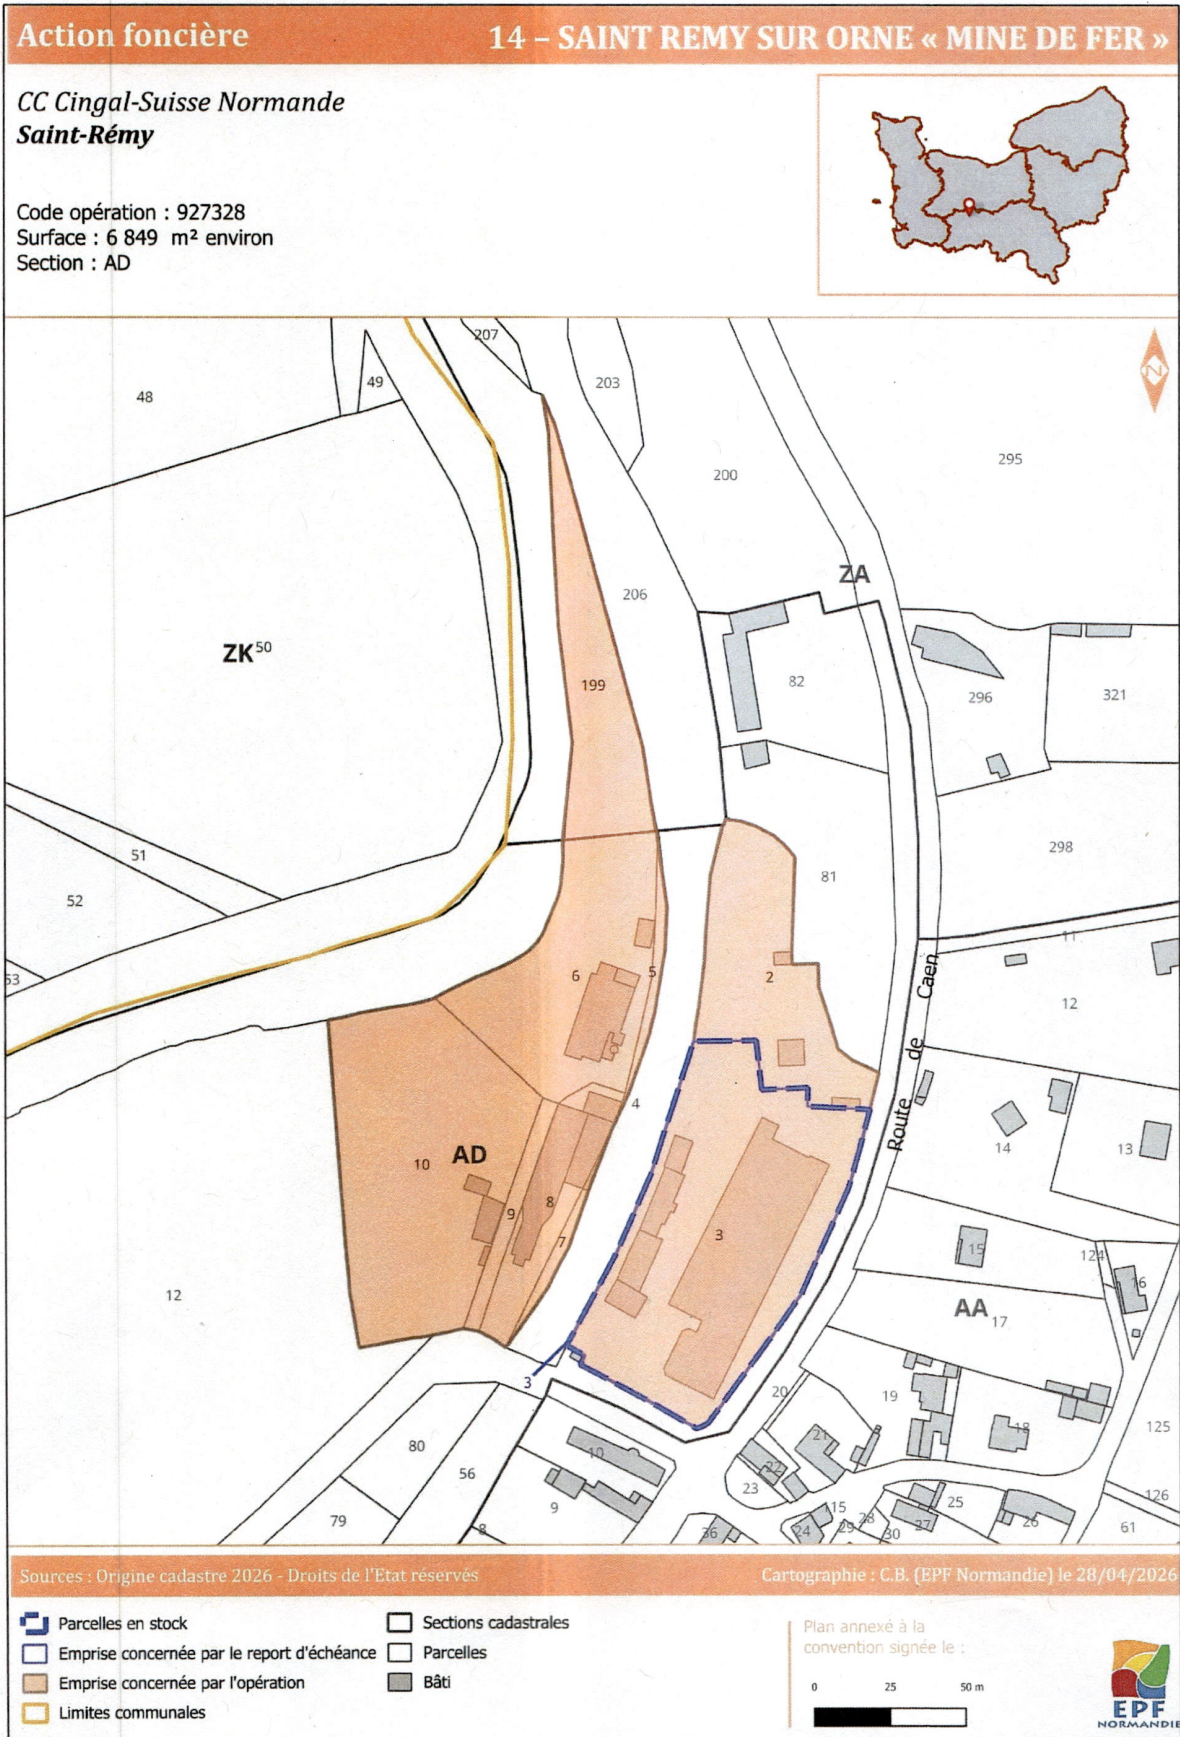 Action foncière
14 – SAINT REMY SUR ORNE « MINE DE FER »
CC Cingal-Suisse Normande
Saint-Rémy
Code opération : 927328
Surface : 6 849 m² environ
Section : AD
N
207
203
49
48
200
295
ZA
206
ZK 50
199
82
296
321
51
298
81
52
11
53
6
5
2
12
Route de Caen
4
14
13
10
AD
8
9
3
7
15
124
16
12
AA 17
3
20
19
80
21
18
125
10
56
22
23
9
25
126
79
115
28
8
36
24
29
30
27
26
61
Sources : Origine cadastre 2026 - Droits de l'Etat réservés
Cartographie : C.B. (EPF Normandie) le 28/04/2026
Parcelles en stock
Emprise concernée par le report d'échéance
Emprise concernée par l'opération
Limites communales
Sections cadastrales
Parcelles
Bâti
Plan annexé à la
convention signée le :
0 25 50 m
EPF
NORMANDIE